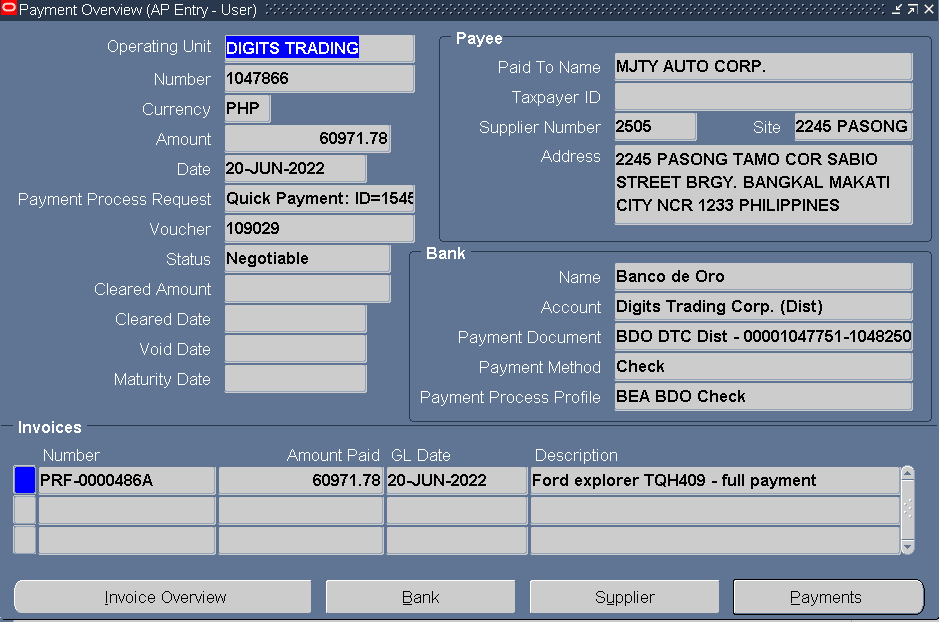 Payment Overview (AP Entry - User)
Operating Unit DIGITS TRADING
Number 1047866
Currency PHP
Amount 60971.78
Date 20-JUN-2022
Payment Process Request Quick Payment: ID=1545
Voucher 109029
Status Negotiable
Cleared Amount
Cleared Date
Void Date
Maturity Date
Payee
Paid To Name MJTY AUTO CORP.
Taxpayer ID
Supplier Number 2505 Site 2245 PASONG
Address 2245 PASONG TAMO COR SABIO
STREET BRGY. BANGKAL MAKATI
CITY NCR 1233 PHILIPPINES
Bank
Name Banco de Oro
Account Digits Trading Corp. (Dist)
Payment Document BDO DTC Dist - 00001047751-1048250
Payment Method Check
Payment Process Profile BEA BDO Check
Invoices
Number Amount Paid GL Date Description
PRF-0000486A 60971.78 20-JUN-2022 Ford explorer TQH409 - full payment
Invoice Overview Bank Supplier Payments